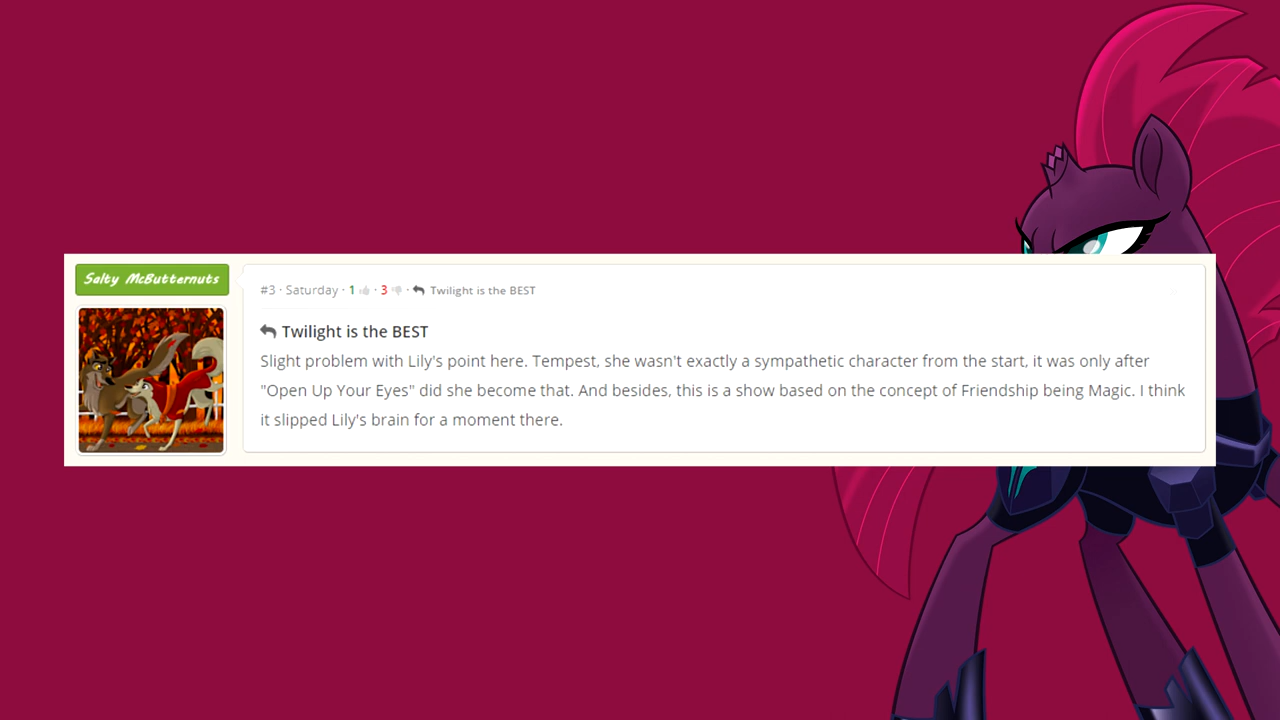 Salty McButternuts
#3 · Saturday · 1 · 3 · Twilight is the BEST
Twilight is the BEST
Slight problem with Lily's point here. Tempest, she wasn't exactly a sympathetic character from the start, it was only after
"Open Up Your Eyes" did she become that. And besides, this is a show based on the concept of Friendship being Magic. I think
it slipped Lily's brain for a moment there.